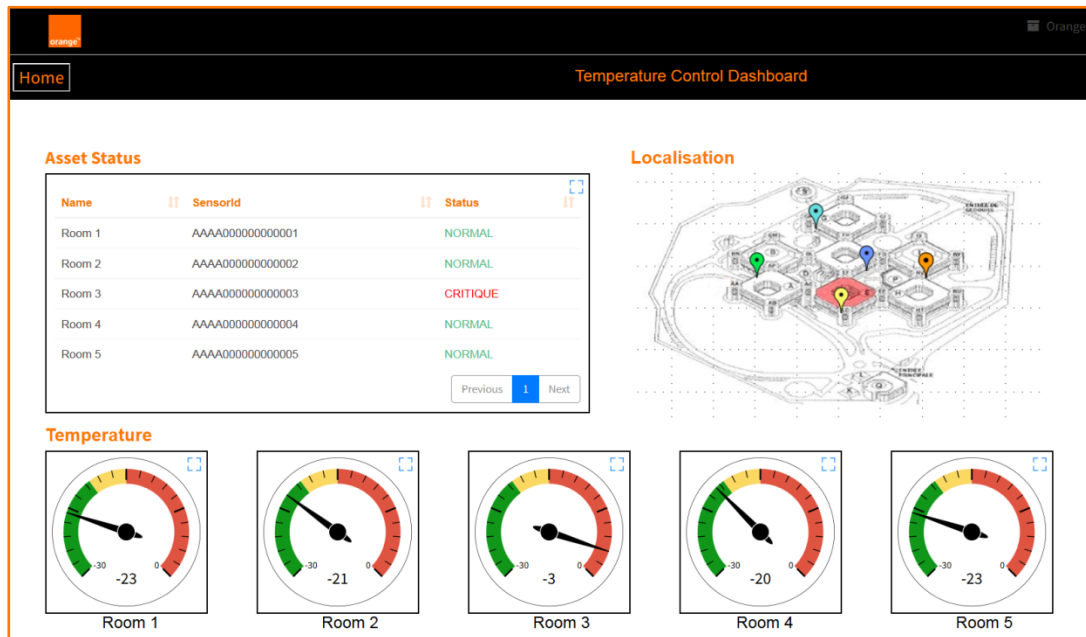 orange™
Orange
Home
Temperature Control Dashboard
Asset Status
Localisation
Name SensorId Status
Room 1 AAAA000000000001 NORMAL
Room 2 AAAA000000000002 NORMAL
Room 3 AAAA000000000003 CRITIQUE
Room 4 AAAA000000000004 NORMAL
Room 5 AAAA000000000005 NORMAL
Previous 1 Next
ENTREE
PRINCIPALE
Temperature
-30 0
-23
-30 0
-21
-30 0
-3
-30 0
-20
-30 0
-23
Room 1
Room 2
Room 3
Room 4
Room 5